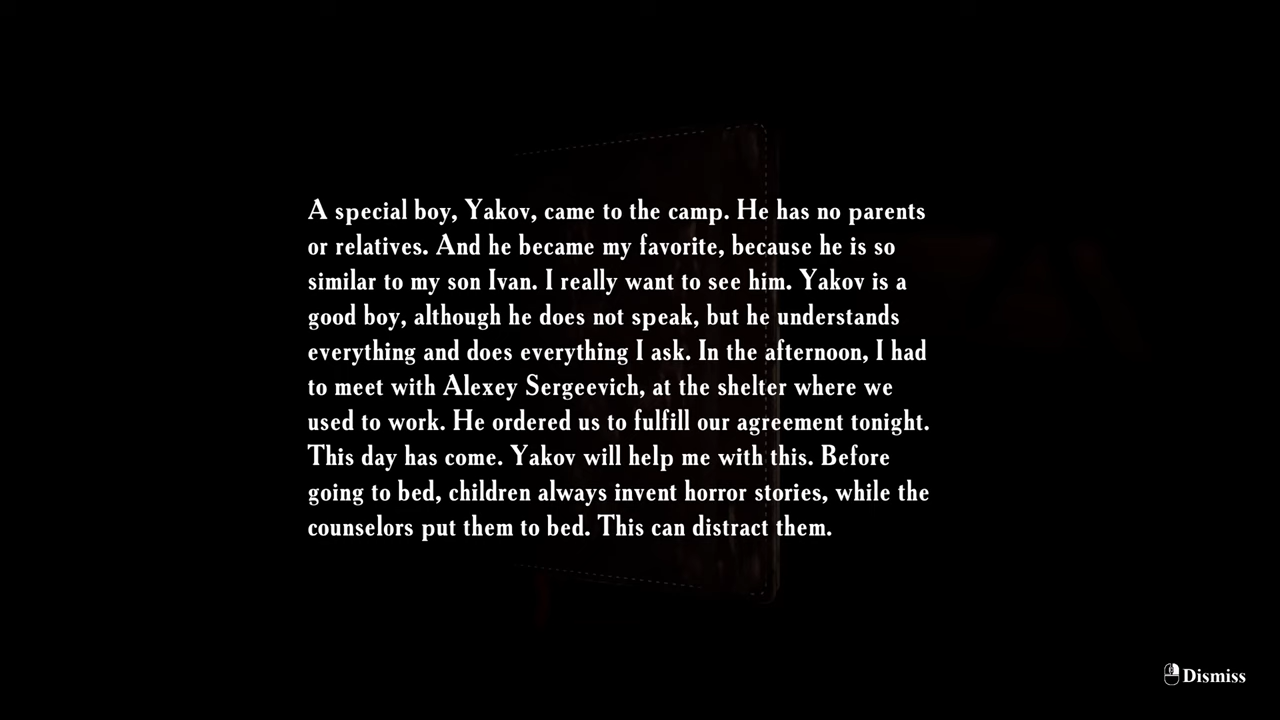 A special boy, Yakov, came to the camp. He has no parents
or relatives. And he became my favorite, because he is so
similar to my son Ivan. I really want to see him. Yakov is a
good boy, although he does not speak, but he understands
everything and does everything I ask. In the afternoon, I had
to meet with Alexey Sergeevich, at the shelter where we
used to work. He ordered us to fulfill our agreement tonight.
This day has come. Yakov will help me with this. Before
going to bed, children always invent horror stories, while the
counselors put them to bed. This can distract them.
Dismiss